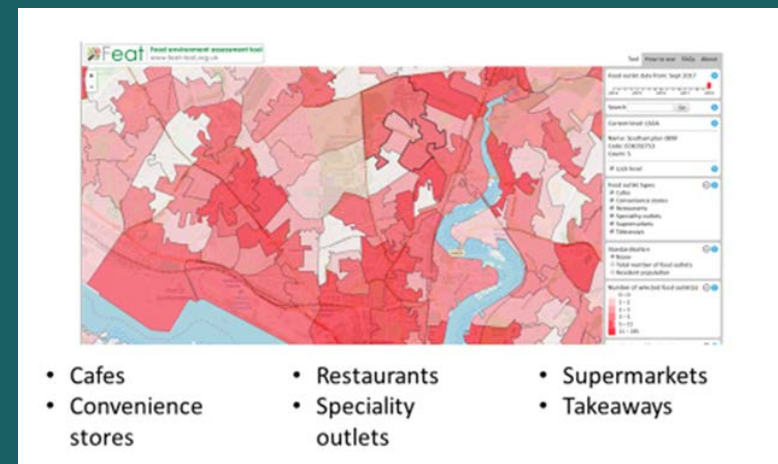 Feat
Food environment assessment tool
www.feat-tool.org.uk
Tool How to use FAQs About
Food outlet data from: Sept 2017
Search
Go
Current level: LSOA
Count: 5
Lock level
Food outlet types
Cafes
Convenience stores
Restaurants
Speciality outlets
Supermarkets
Takeaways
Standardisation
None
Total number of food outlets
Resident population
Number of selected food outlet(s)
• Cafes
• Convenience
stores
• Restaurants
• Speciality
outlets
• Supermarkets
• Takeaways